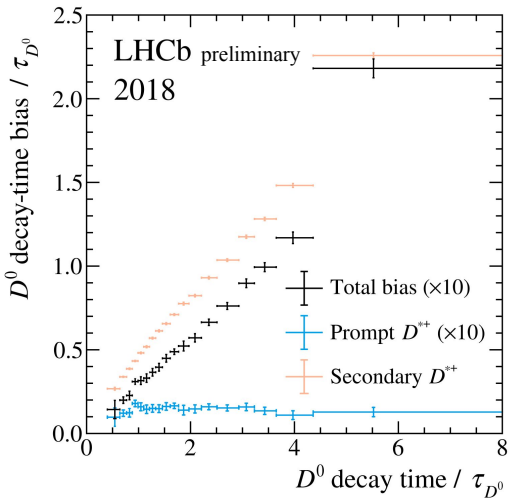 LHCb preliminary
2018
D⁰ decay-time bias / τ_D⁰
2.5
2.0
1.5
1.0
0.5
0.0
Total bias (×10)
Prompt D*⁺ (×10)
Secondary D*⁺
0 2 4 6 8
D⁰ decay time / τ_D⁰